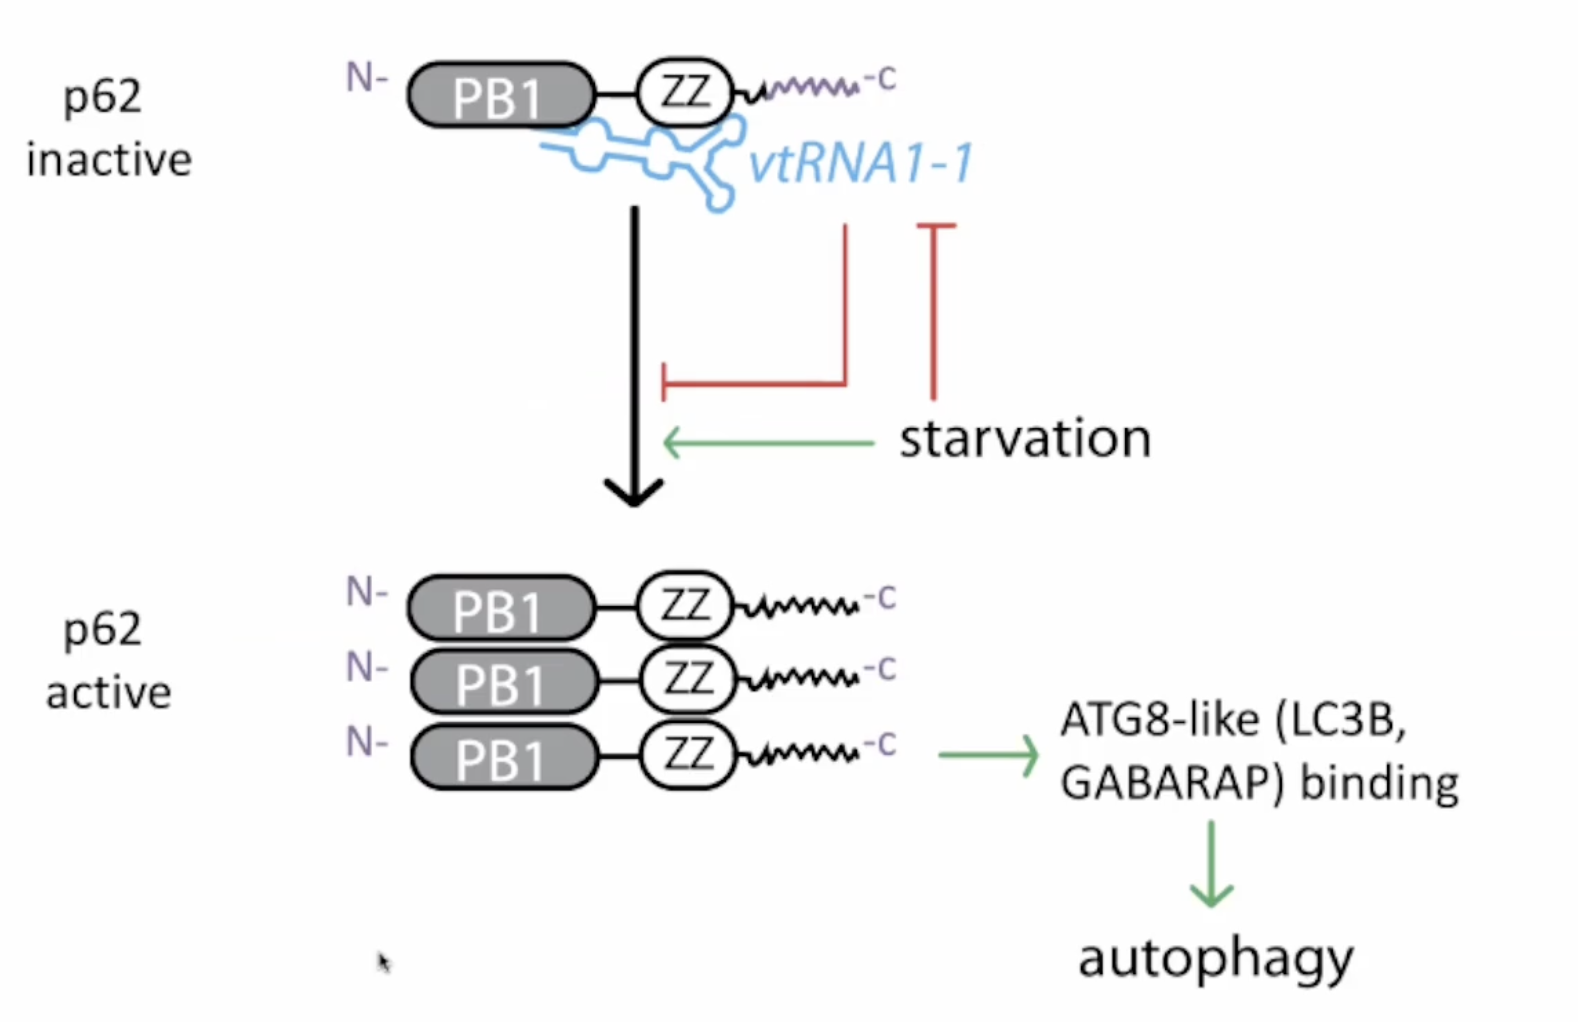 p62
inactive
N- PB1 ZZ -C
vtRNA1-1
starvation
p62
active
N- PB1 ZZ -C
N- PB1 ZZ -C
N- PB1 ZZ -C
ATG8-like (LC3B,
GABARAP) binding
autophagy